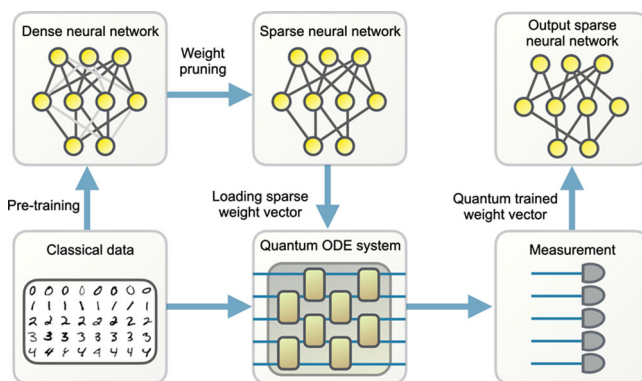 Dense neural network
Weight
pruning
Sparse neural network
Output sparse
neural network
Pre-training
Loading sparse
weight vector
Quantum trained
weight vector
Classical data
0 0 0 0 0 0 0 0
1 1 1 1 1 1 1 1
2 2 2 2 2 2 2 2
3 3 3 3 3 3 3 3
4 4 4 4 4 4 4 4
Quantum ODE system
Measurement